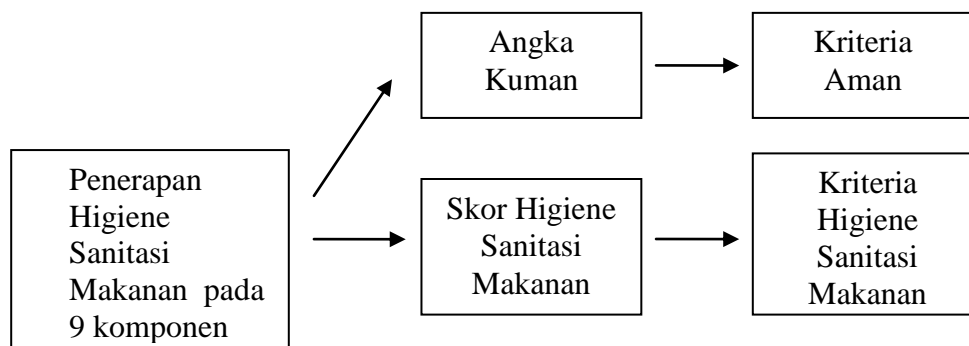 Penerapan
Higiene
Sanitasi
Makanan pada
9 komponen
Angka
Kuman
Kriteria
Aman
Skor Higiene
Sanitasi
Makanan
Kriteria
Higiene
Sanitasi
Makanan